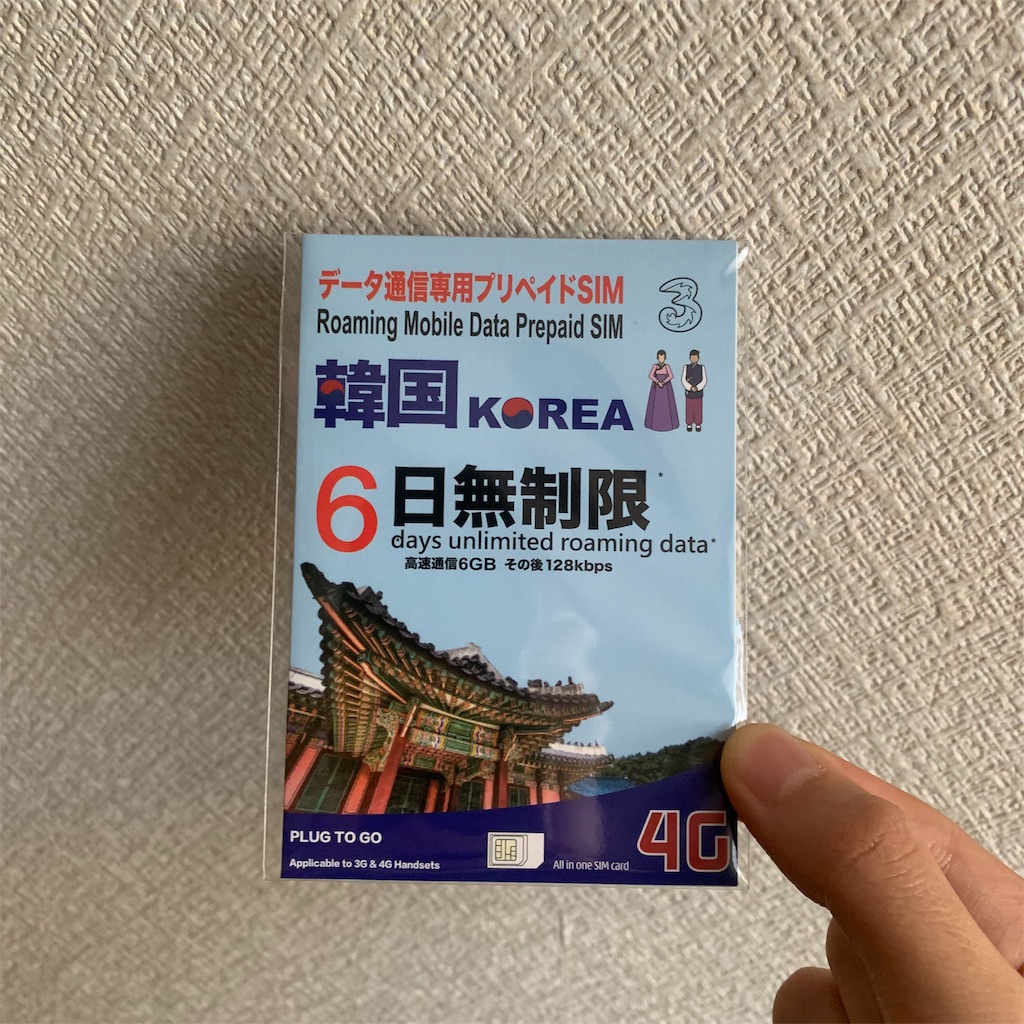 データ通信専用プリペイドSIM
3
Roaming Mobile Data Prepaid SIM
韓国 KOREA
6日無制限*
days unlimited roaming data*
高速通信6GB その後128kbps
PLUG TO GO
4G
Applicable to 3G & 4G Handsets
All in one SIM card